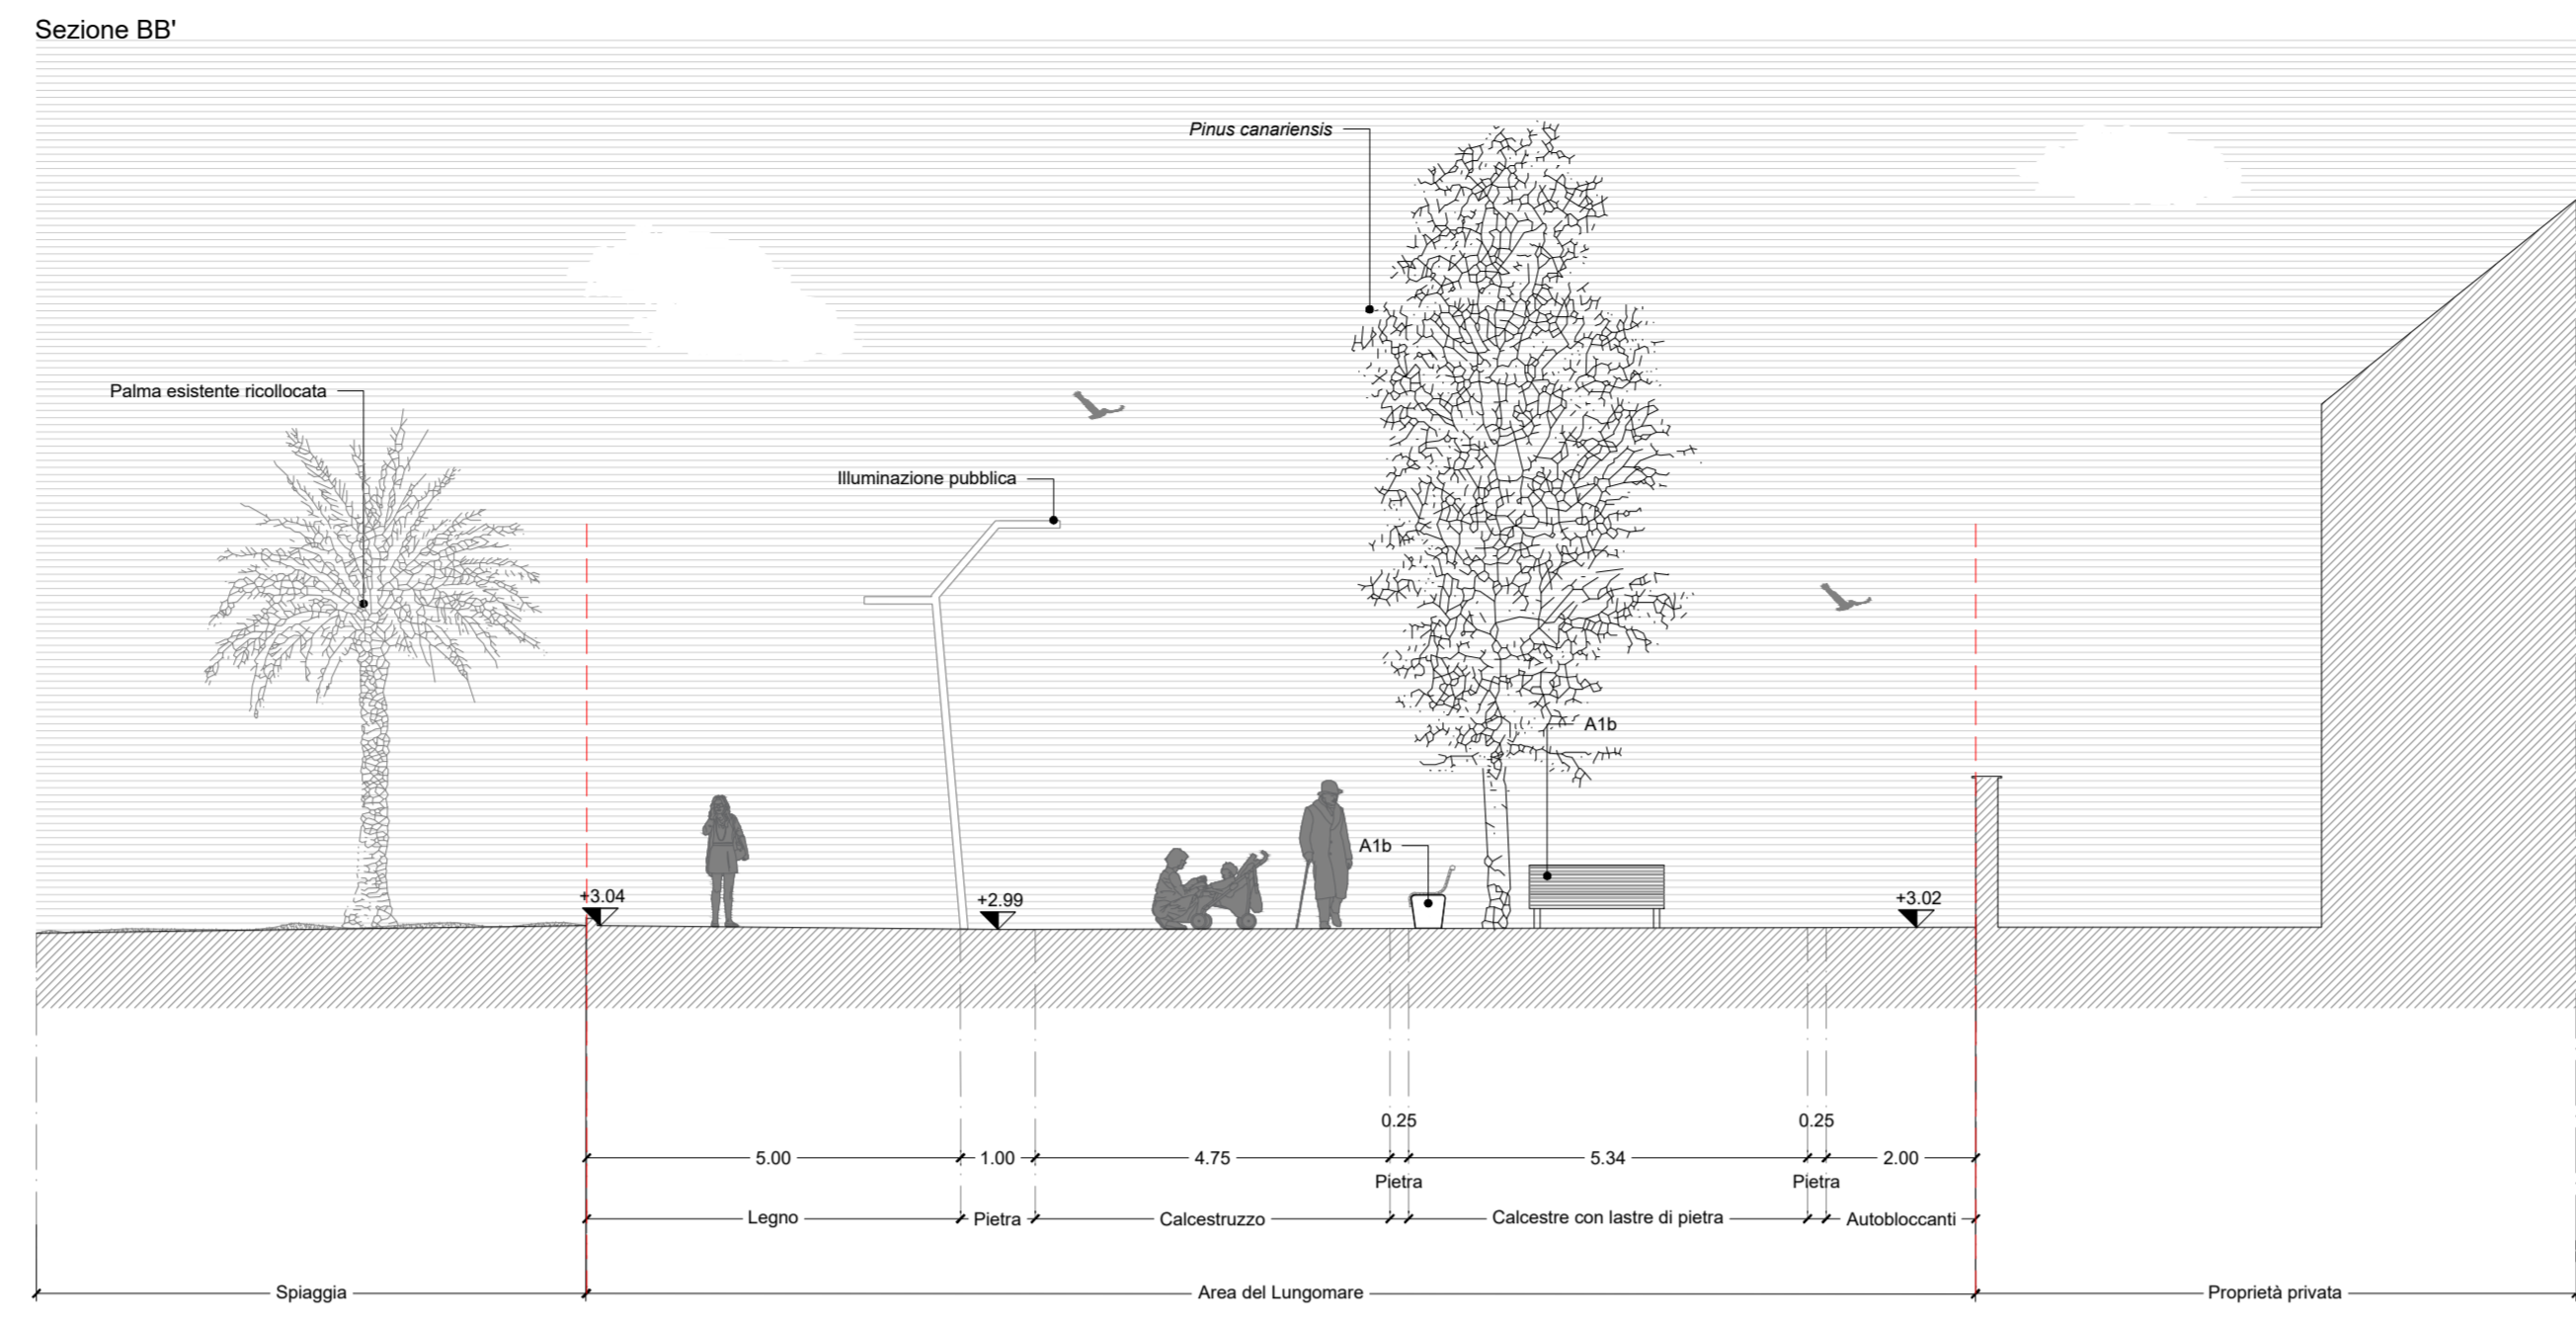 Sezione BB'
Pinus canariensis
Palma esistente ricollocata
Illuminazione pubblica
A1b
A1b
+3.04
+2.99
+3.02
0.25
0.25
5.00
1.00
4.75
5.34
2.00
Pietra
Pietra
Legno
Pietra
Calcestruzzo
Calcestre con lastre di pietra
Autobloccanti
Spiaggia
Area del Lungomare
Proprietà privata